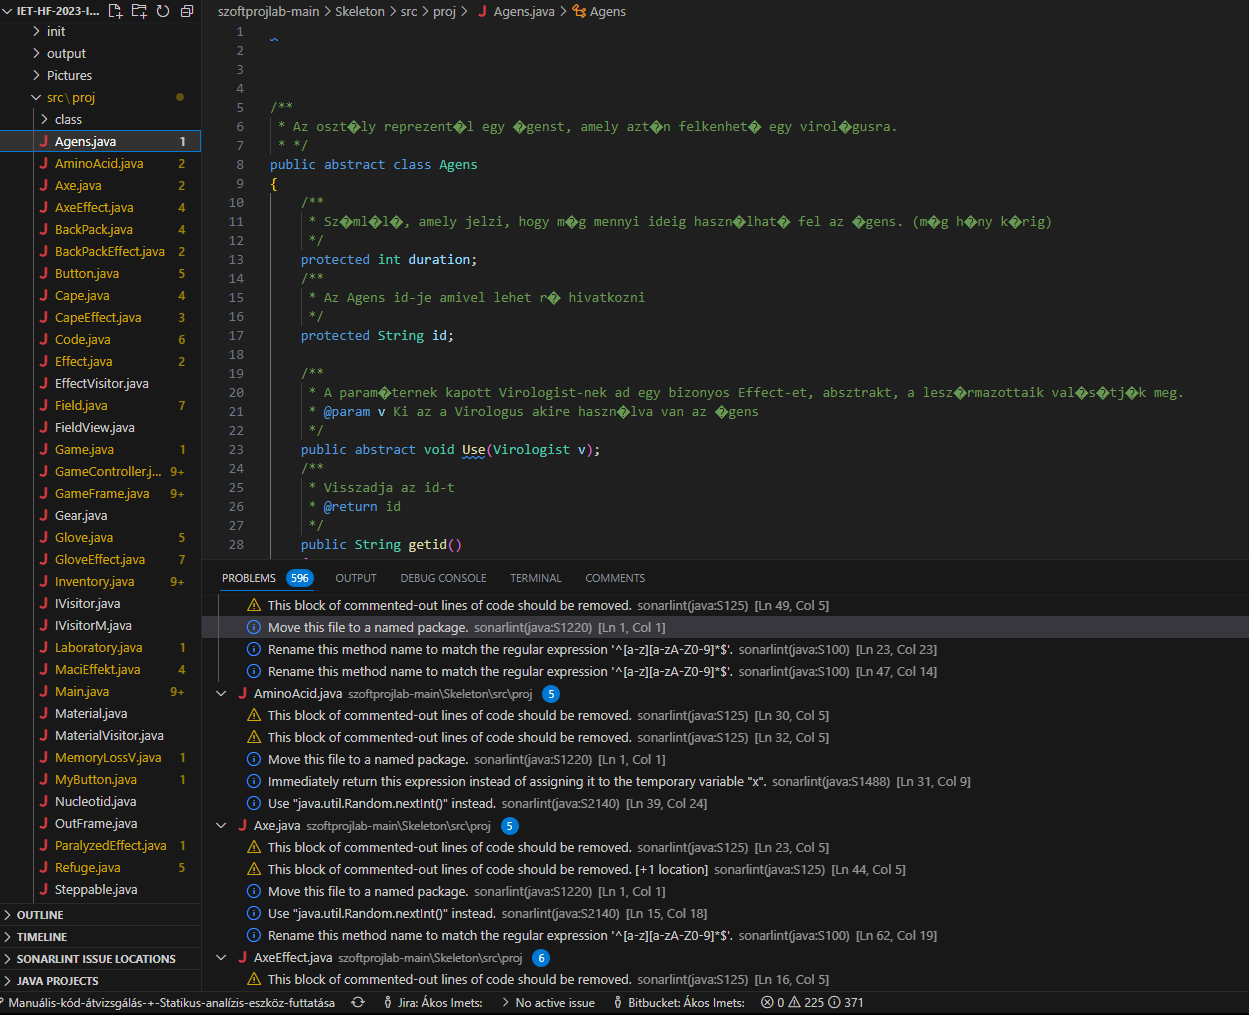 IET-HF-2023-I...
init
output
Pictures
src\proj
class
Agens.java 1
AminoAcid.java 2
Axe.java 2
AxeEffect.java 4
BackPack.java 4
BackPackEffect.java 2
Button.java 5
Cape.java 4
CapeEffect.java 3
Code.java 6
Effect.java 2
EffectVisitor.java
Field.java 7
FieldView.java
Game.java 1
GameController.j... 9+
GameFrame.java 9+
Gear.java
Glove.java 5
GloveEffect.java 7
Inventory.java 9+
IVisitor.java
IVisitorM.java
Laboratory.java 1
MaciEffekt.java 4
Main.java 9+
Material.java
MaterialVisitor.java
MemoryLossV.java 1
MyButton.java 1
Nucleotid.java
OutFrame.java
ParalyzedEffect.java 1
Refuge.java 5
Steppable.java
OUTLINE
TIMELINE
SONARLINT ISSUE LOCATIONS
JAVA PROJECTS
szoftprojlab-main > Skeleton > src > proj > J Agens.java > Agens
1
2
3
4
5 /**
6 * Az oszt�ly reprezent�l egy �genst, amely azt�n felkenhet� egy virol�gusra.
7 * */
8 public abstract class Agens
9 {
10 /**
11 * Sz�ml�l�, amely jelzi, hogy m�g mennyi ideig haszn�lhat� fel az �gens. (m�g h�ny k�rig)
12 */
13 protected int duration;
14 /**
15 * Az Agens id-je amivel lehet r� hivatkozni
16 */
17 protected String id;
18
19 /**
20 * A param�ternek kapott Virologist-nek ad egy bizonyos Effect-et, absztrakt, a lesz�rmazottaik val�s�tj�k meg.
21 * @param v Ki az a Virologus akire haszn�lva van az �gens
22 */
23 public abstract void Use(Virologist v);
24 /**
25 * Visszadja az id-t
26 * @return id
27 */
28 public String getid()
PROBLEMS 596 OUTPUT DEBUG CONSOLE TERMINAL COMMENTS
This block of commented-out lines of code should be removed. sonarlint(java:S125) [Ln 49, Col 5]
Move this file to a named package. sonarlint(java:S1220) [Ln 1, Col 1]
Rename this method name to match the regular expression '^[a-z][a-zA-Z0-9]*$'. sonarlint(java:S100) [Ln 23, Col 23]
Rename this method name to match the regular expression '^[a-z][a-zA-Z0-9]*$'. sonarlint(java:S100) [Ln 47, Col 14]
AminoAcid.java szoftprojlab-main\Skeleton\src\proj 5
This block of commented-out lines of code should be removed. sonarlint(java:S125) [Ln 30, Col 5]
This block of commented-out lines of code should be removed. sonarlint(java:S125) [Ln 32, Col 5]
Move this file to a named package. sonarlint(java:S1220) [Ln 1, Col 1]
Immediately return this expression instead of assigning it to the temporary variable "x". sonarlint(java:S1488) [Ln 31, Col 9]
Use "java.util.Random.nextInt()" instead. sonarlint(java:S2140) [Ln 39, Col 24]
Axe.java szoftprojlab-main\Skeleton\src\proj 5
This block of commented-out lines of code should be removed. sonarlint(java:S125) [Ln 23, Col 5]
This block of commented-out lines of code should be removed. [+1 location] sonarlint(java:S125) [Ln 44, Col 5]
Move this file to a named package. sonarlint(java:S1220) [Ln 1, Col 1]
Use "java.util.Random.nextInt()" instead. sonarlint(java:S2140) [Ln 15, Col 18]
Rename this method name to match the regular expression '^[a-z][a-zA-Z0-9]*$'. sonarlint(java:S100) [Ln 62, Col 19]
AxeEffect.java szoftprojlab-main\Skeleton\src\proj 6
This block of commented-out lines of code should be removed. sonarlint(java:S125) [Ln 16, Col 5]
Manuális-kód-átvizsgálás-+-Statikus-analízis-eszköz-futtatása Jira: Ákos Imets: > No active issue Bitbucket: Ákos Imets: 0 225 371